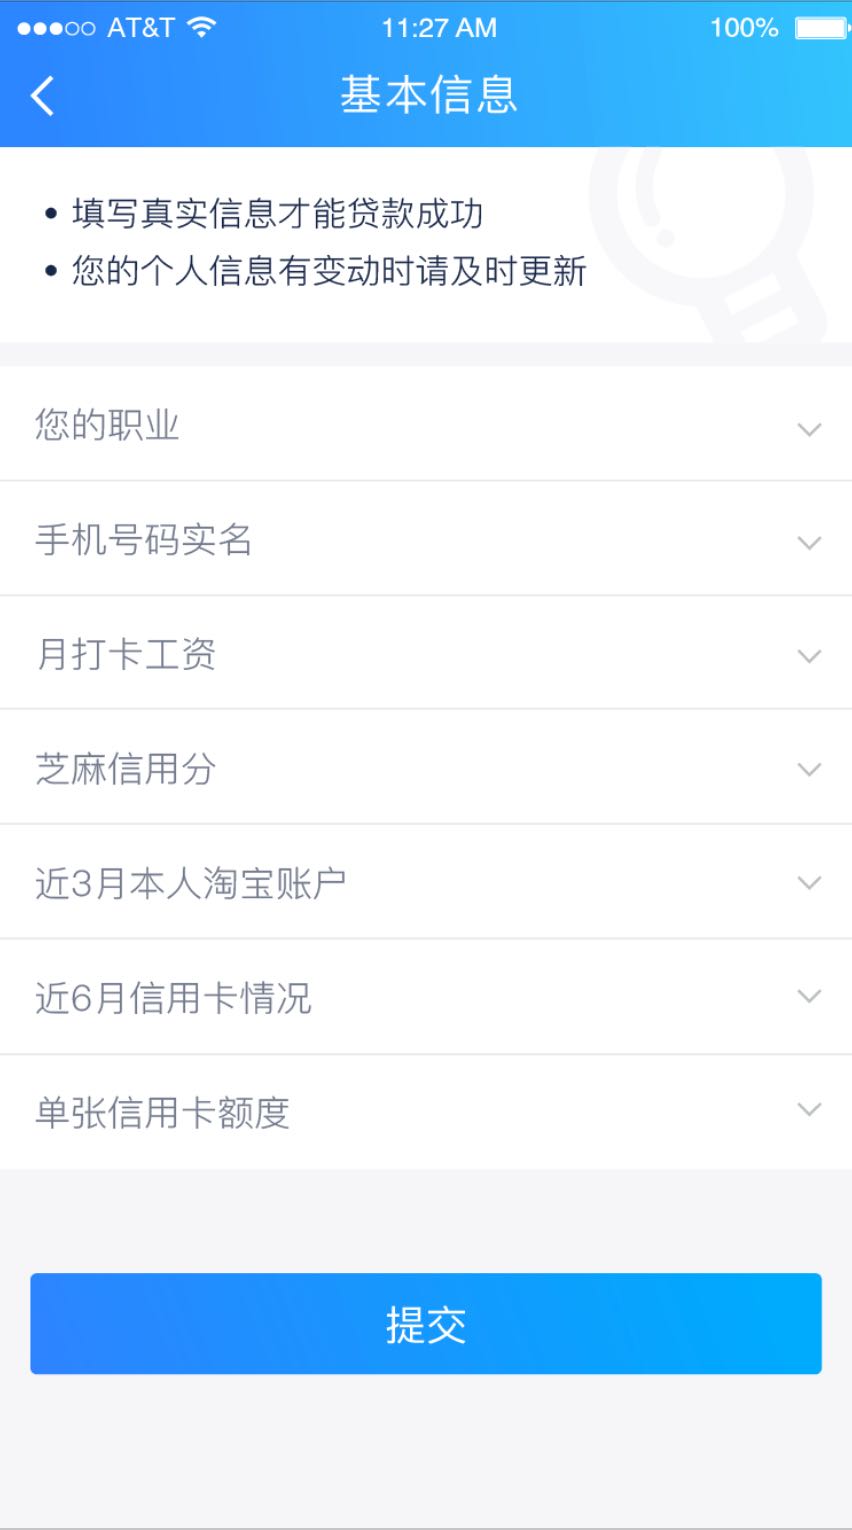 AT&T 11:27 AM 100%
基本信息
填写真实信息才能贷款成功
您的个人信息有变动时请及时更新
您的职业
手机号码实名
月打卡工资
芝麻信用分
近3月本人淘宝账户
近6月信用卡情况
单张信用卡额度
提交